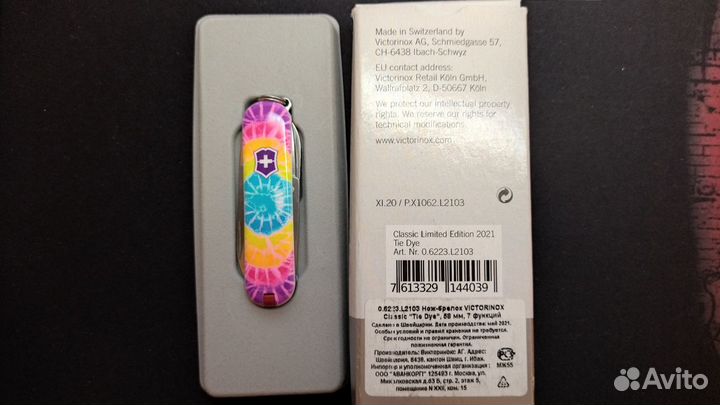 Made in Switzerland by
Victorinox AG, Schmiedgasse 57,
CH-6438 Ibach-Schwyz
EU contact address:
Victorinox Retail Köln GmbH,
Wallrafplatz 2, D-50667 Köln
We protect our intellectual property
rights. We reserve our rights for
technical modifications.
www.victorinox.com
XI.20 / P.X1062.L2103
Classic Limited Edition 2021
Tie Dye
Art. Nr. 0.6223.L2103
7 613329 144039
0.6223.L2103 Нож-брелок VICTORINOX
Classic "Tie Dye", 58 мм, 7 функций
Сделано в Швейцарии. Дата производства: май 2021.
Особых условий и правил хранения не требуется.
Срок годности не ограничен. Ограниченная
пожизненная гарантия.
Производитель: Викторинокс АГ. Адрес:
Швейцария, 6438, кантон Швиц, г. Ибах.
Импортер и уполномоченная организация:
ООО "АВАНКОРП" 125493 г. Москва, ул.
Микилковская д.63 Б, стр. 2, этаж 5,
помещение N XXII, ком. 15
МЖ55
Avito